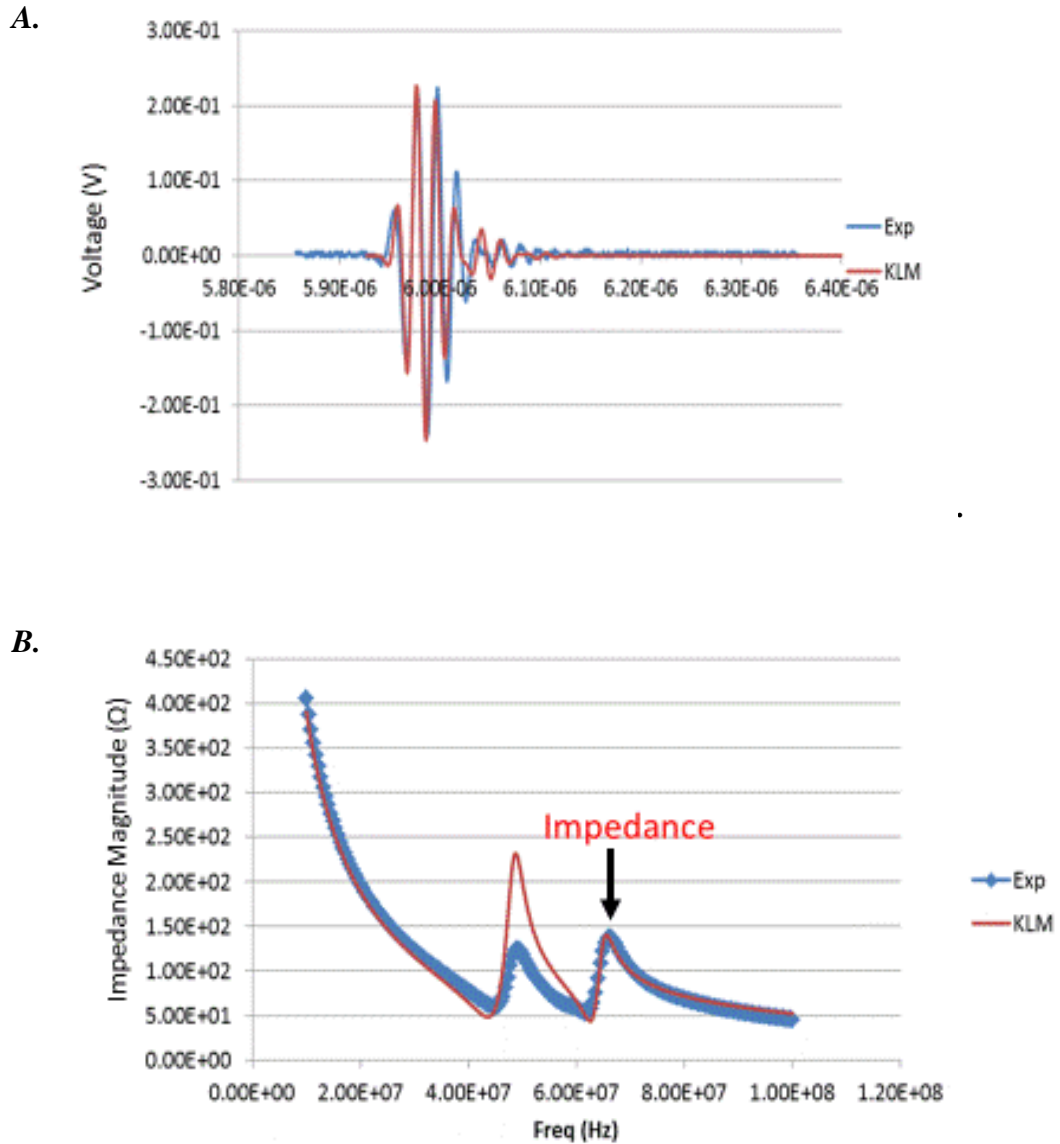 A.
3.00E-01
2.00E-01
1.00E-01
0.00E+00
-1.00E-01
-2.00E-01
-3.00E-01
Voltage (V)
5.80E-06 5.90E-06 6.00E-06 6.10E-06 6.20E-06 6.30E-06 6.40E-06
Exp
KLM
.
B.
4.50E+02
4.00E+02
3.50E+02
3.00E+02
2.50E+02
2.00E+02
1.50E+02
1.00E+02
5.00E+01
0.00E+00
Impedance Magnitude (Ω)
Impedance
Exp
KLM
0.00E+00 2.00E+07 4.00E+07 6.00E+07 8.00E+07 1.00E+08 1.20E+08
Freq (Hz)